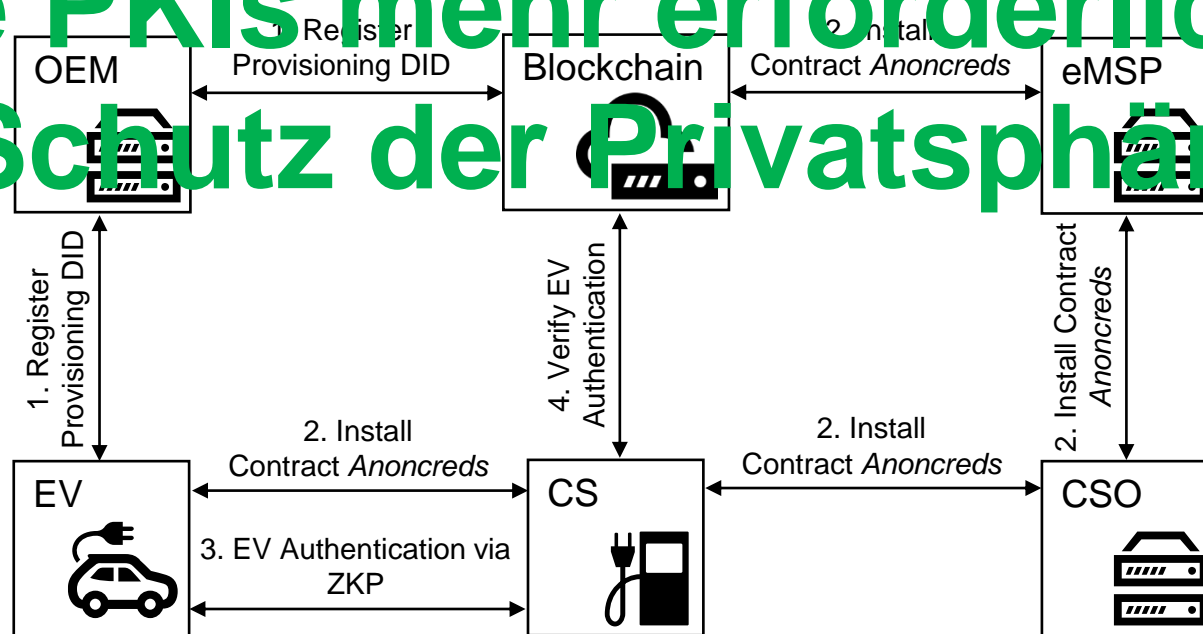 e PKIs mehr erforderlic
Schutz der Privatsphär
OEM
1. Register
Provisioning DID
Blockchain
2. Install
Contract Anoncreds
eMSP
1. Register
Provisioning DID
4. Verify EV
Authentication
2. Install Contract
Anoncreds
EV
2. Install
Contract Anoncreds
3. EV Authentication via
ZKP
CS
2. Install
Contract Anoncreds
CSO